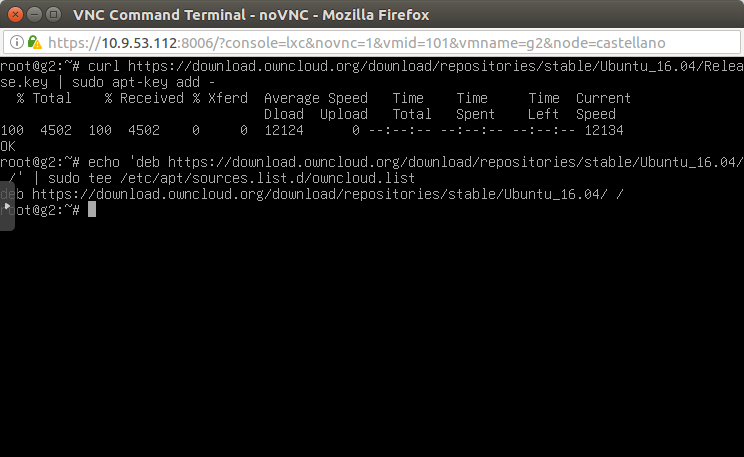 VNC Command Terminal - noVNC - Mozilla Firefox
https://10.9.53.112:8006/?console=lxc&novnc=1&vmid=101&vmname=g2&node=castellano
root@g2:~# curl https://download.owncloud.org/download/repositories/stable/Ubuntu_16.04/Relea
se.key | sudo apt-key add -
% Total % Received % Xferd Average Speed Time Time Time Current
Dload Upload Total Spent Left Speed
100 4502 100 4502 0 0 12124 0 --:--:-- --:--:-- --:--:-- 12134
OK
root@g2:~# echo 'deb https://download.owncloud.org/download/repositories/stable/Ubuntu_16.04/
/' | sudo tee /etc/apt/sources.list.d/owncloud.list
deb https://download.owncloud.org/download/repositories/stable/Ubuntu_16.04/ /
root@g2:~#